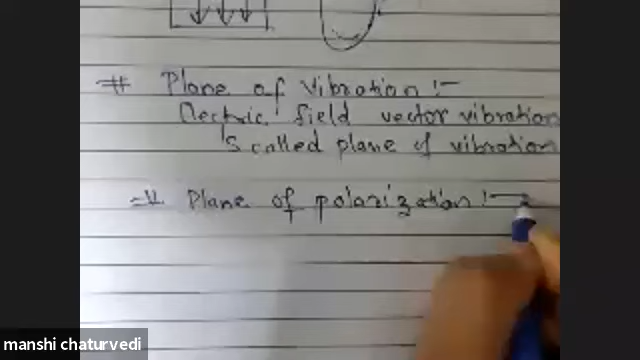 # Plane of Vibration :-
Electric field vector vibration
is called plane of vibration
=> Plane of polarization :->
manshi chaturvedi